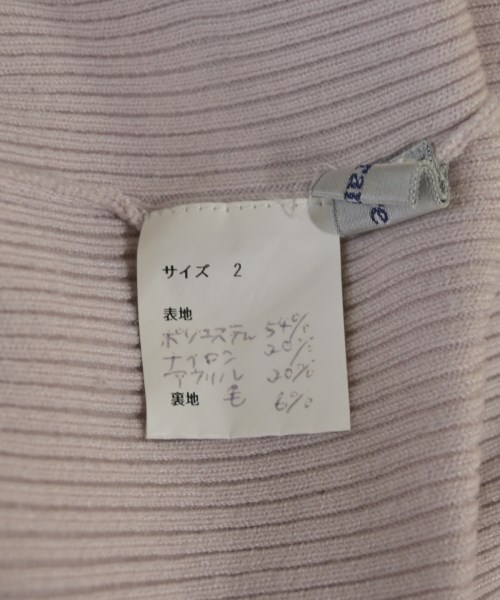 サイズ 2
表地
ポリエステル 54%
ナイロン 20%
アクリル 20%
裏地 毛 6%